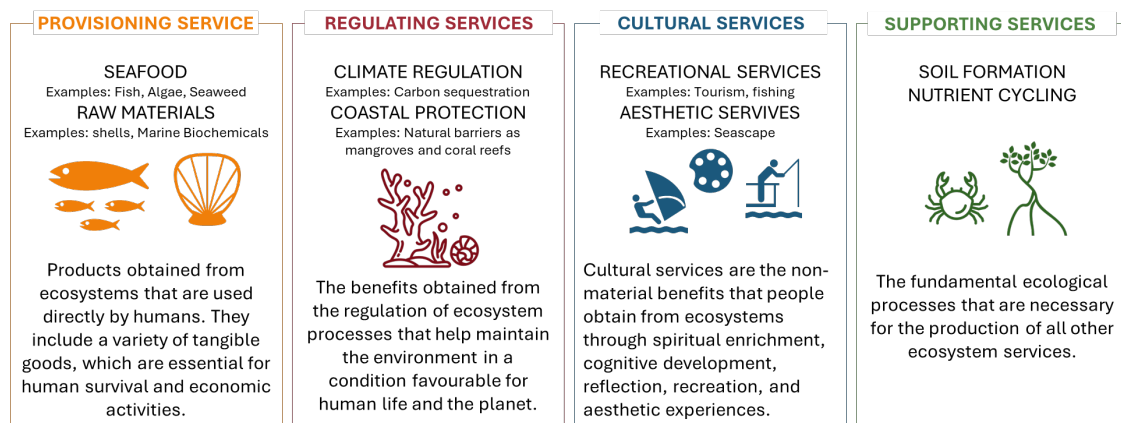 PROVISIONING SERVICE
SEAFOOD
Examples: Fish, Algae, Seaweed
RAW MATERIALS
Examples: shells, Marine Biochemicals
Products obtained from
ecosystems that are used
directly by humans. They
include a variety of tangible
goods, which are essential for
human survival and economic
activities.
REGULATING SERVICES
CLIMATE REGULATION
Examples: Carbon sequestration
COASTAL PROTECTION
Examples: Natural barriers as
mangroves and coral reefs
The benefits obtained from
the regulation of ecosystem
processes that help maintain
the environment in a
condition favourable for
human life and the planet.
CULTURAL SERVICES
RECREATIONAL SERVICES
Examples: Tourism, fishing
AESTHETIC SERVIVES
Examples: Seascape
Cultural services are the non-
material benefits that people
obtain from ecosystems
through spiritual enrichment,
cognitive development,
reflection, recreation, and
aesthetic experiences.
SUPPORTING SERVICES
SOIL FORMATION
NUTRIENT CYCLING
The fundamental ecological
processes that are necessary
for the production of all other
ecosystem services.